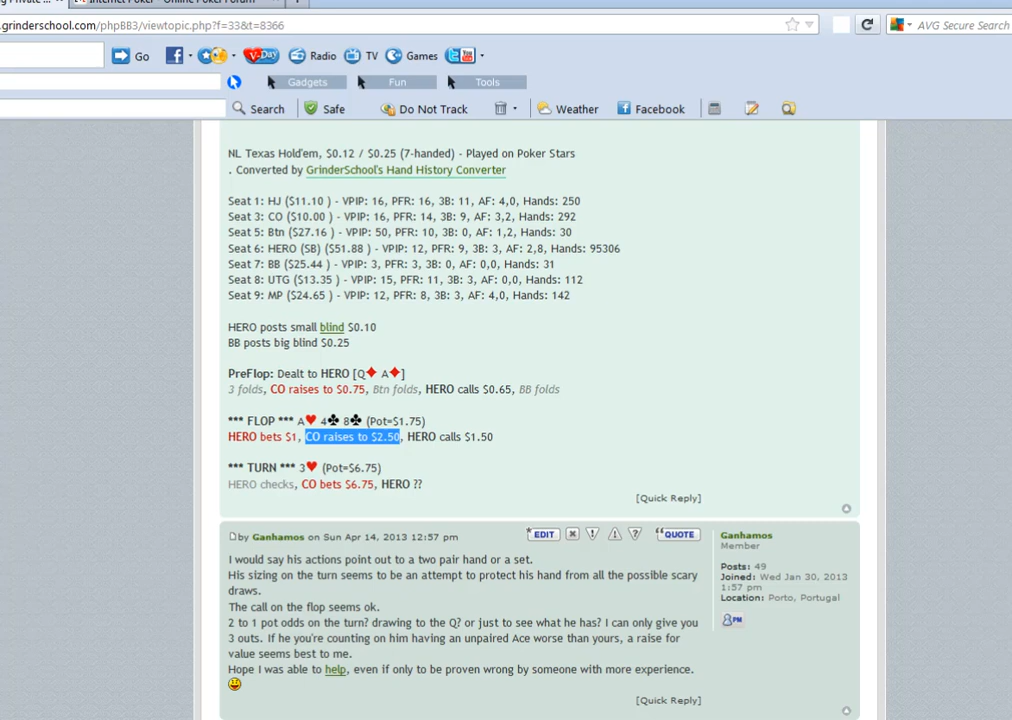 Internet Poker - Online Poker Forum
.grinderschool.com/phpBB3/viewtopic.php?f=33&t=8366
AVG Secure Search
Go Radio TV V-Day Games
Gadgets Fun Tools
Search Safe Do Not Track Weather Facebook
NL Texas Hold'em, $0.12 / $0.25 (7-handed) - Played on Poker Stars
. Converted by GrinderSchool's Hand History Converter
Seat 1: HJ ($11.10 ) - VPIP: 16, PFR: 16, 3B: 11, AF: 4,0, Hands: 250
Seat 3: CO ($10.00 ) - VPIP: 16, PFR: 14, 3B: 9, AF: 3,2, Hands: 292
Seat 5: Btn ($27.16 ) - VPIP: 50, PFR: 10, 3B: 0, AF: 1,2, Hands: 30
Seat 6: HERO (SB) ($51.88 ) - VPIP: 12, PFR: 9, 3B: 3, AF: 2,8, Hands: 95306
Seat 7: BB ($25.44 ) - VPIP: 3, PFR: 3, 3B: 0, AF: 0,0, Hands: 31
Seat 8: UTG ($13.35 ) - VPIP: 15, PFR: 11, 3B: 3, AF: 0,0, Hands: 112
Seat 9: MP ($24.65 ) - VPIP: 12, PFR: 8, 3B: 3, AF: 4,0, Hands: 142
HERO posts small blind $0.10
BB posts big blind $0.25
PreFlop: Dealt to HERO [Q♦ A♦]
3 folds, CO raises to $0.75, Btn folds, HERO calls $0.65, BB folds
*** FLOP *** A♥ 4♣ 8♣ (Pot=$1.75)
HERO bets $1, CO raises to $2.50, HERO calls $1.50
*** TURN *** 3♥ (Pot=$6.75)
HERO checks, CO bets $6.75, HERO ??
[Quick Reply]
by Ganhamos on Sun Apr 14, 2013 12:57 pm
EDIT QUOTE
Ganhamos
Member
Posts: 49
Joined: Wed Jan 30, 2013
1:57 pm
Location: Porto, Portugal
PM
I would say his actions point out to a two pair hand or a set.
His sizing on the turn seems to be an attempt to protect his hand from all the possible scary
draws.
The call on the flop seems ok.
2 to 1 pot odds on the turn? drawing to the Q? or just to see what he has? I can only give you
3 outs. If he you're counting on him having an unpaired Ace worse than yours, a raise for
value seems best to me.
Hope I was able to help, even if only to be proven wrong by someone with more experience.
[Quick Reply]